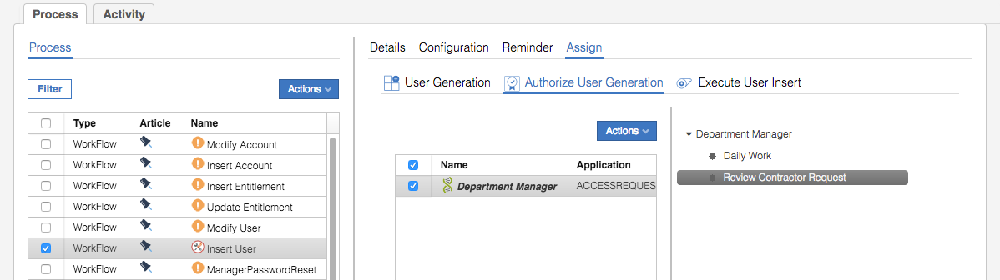 Process Activity
Process
Details Configuration Reminder Assign
Filter
Actions
User Generation Authorize User Generation Execute User Insert
Type Article Name
WorkFlow Modify Account
WorkFlow Insert Account
WorkFlow Insert Entitlement
WorkFlow Update Entitlement
WorkFlow Modify User
WorkFlow Insert User
WorkFlow ManagerPasswordReset
Actions
Name Application
Department Manager ACCESSREQUES
Department Manager
Daily Work
Review Contractor Request